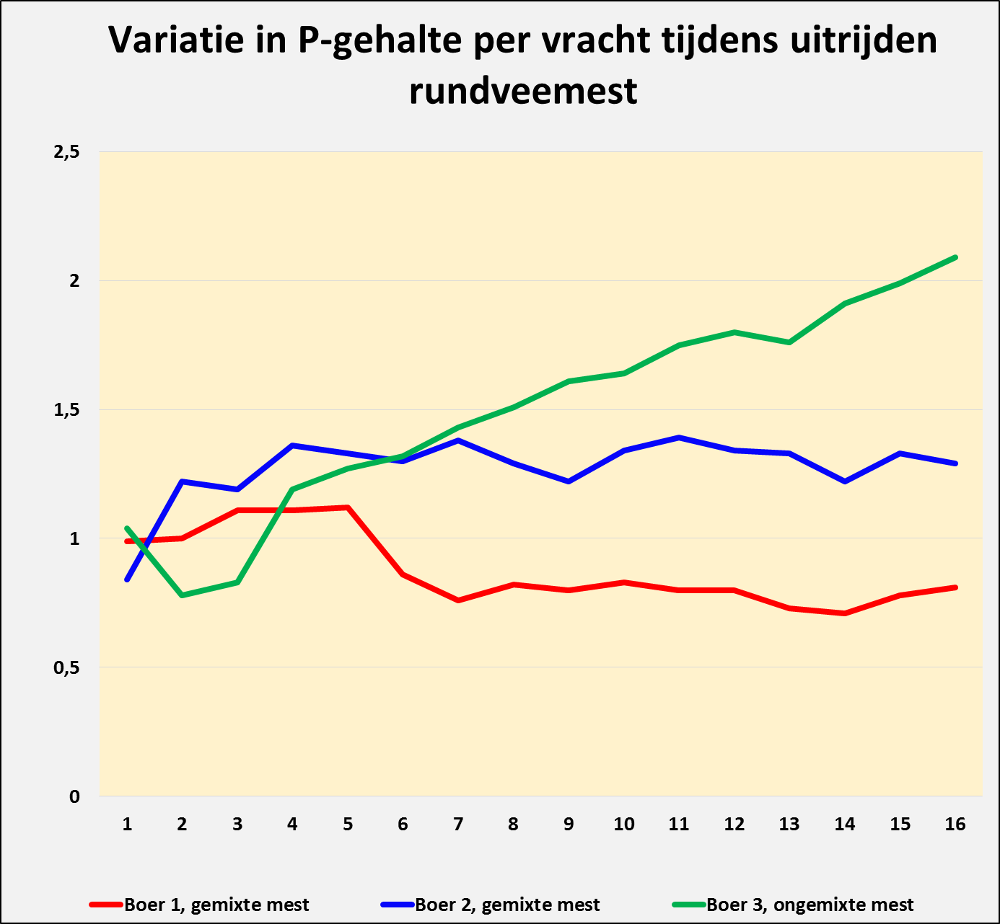 Variatie in P-gehalte per vracht tijdens uitrijden
rundveemest
2,5
2
1,5
1
0,5
0
1 2 3 4 5 6 7 8 9 10 11 12 13 14 15 16
Boer 1, gemixte mest Boer 2, gemixte mest Boer 3, ongemixte mest